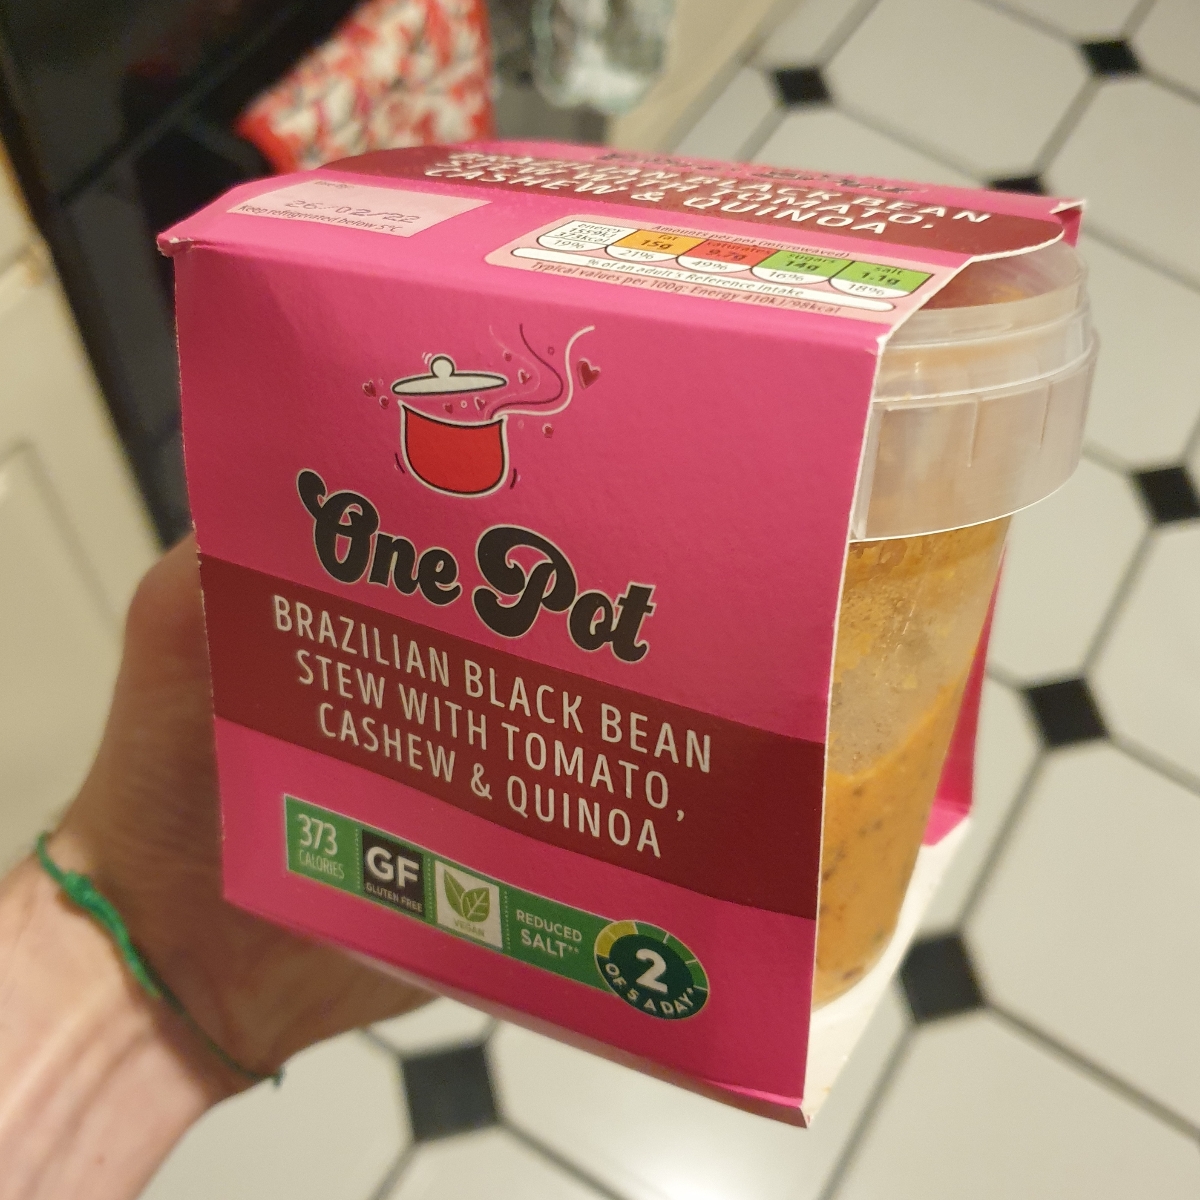 BRAZILIAN BLACK BEAN
STEW WITH TOMATO,
CASHEW & QUINOA
26/02/22
Keep refrigerated below 5°C
Amounts per pot (microwaved)
energy fat saturates sugars salt
373kcal 15g 9.7g 14g 1.1g
19% 21% 49% 16% 18%
% of an adult's Reference Intake
Typical values per 100g: Energy 410kJ/98kcal
One Pot
BRAZILIAN BLACK BEAN
STEW WITH TOMATO,
CASHEW & QUINOA
373
CALORIES
GF
GLUTEN FREE
VEGAN
REDUCED
SALT**
2
OF 5 A DAY*